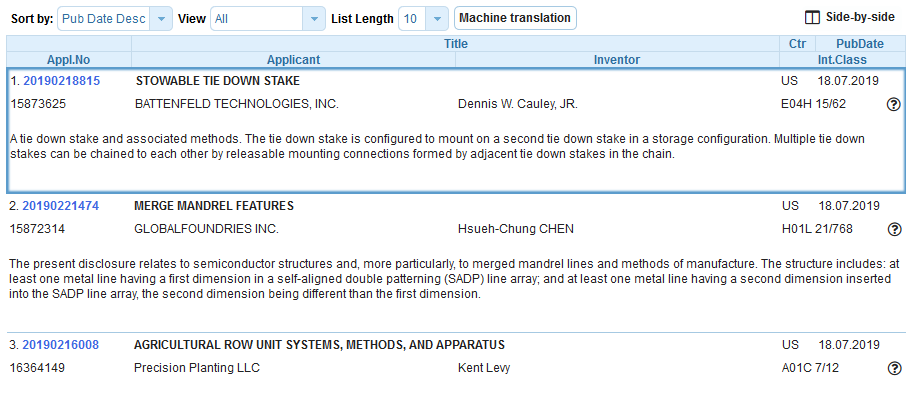 Sort by: Pub Date Desc View All List Length 10 Machine translation Side-by-side
Title Ctr PubDate
Appl.No Applicant Inventor Int.Class
1. 20190218815 STOWABLE TIE DOWN STAKE US 18.07.2019
15873625 BATTENFELD TECHNOLOGIES, INC. Dennis W. Cauley, JR. E04H 15/62 ?
A tie down stake and associated methods. The tie down stake is configured to mount on a second tie down stake in a storage configuration. Multiple tie down
stakes can be chained to each other by releasable mounting connections formed by adjacent tie down stakes in the chain.
2. 20190221474 MERGE MANDREL FEATURES US 18.07.2019
15872314 GLOBALFOUNDRIES INC. Hsueh-Chung CHEN H01L 21/768 ?
The present disclosure relates to semiconductor structures and, more particularly, to merged mandrel lines and methods of manufacture. The structure includes: at
least one metal line having a first dimension in a self-aligned double patterning (SADP) line array; and at least one metal line having a second dimension inserted
into the SADP line array, the second dimension being different than the first dimension.
3. 20190216008 AGRICULTURAL ROW UNIT SYSTEMS, METHODS, AND APPARATUS US 18.07.2019
16364149 Precision Planting LLC Kent Levy A01C 7/12 ?